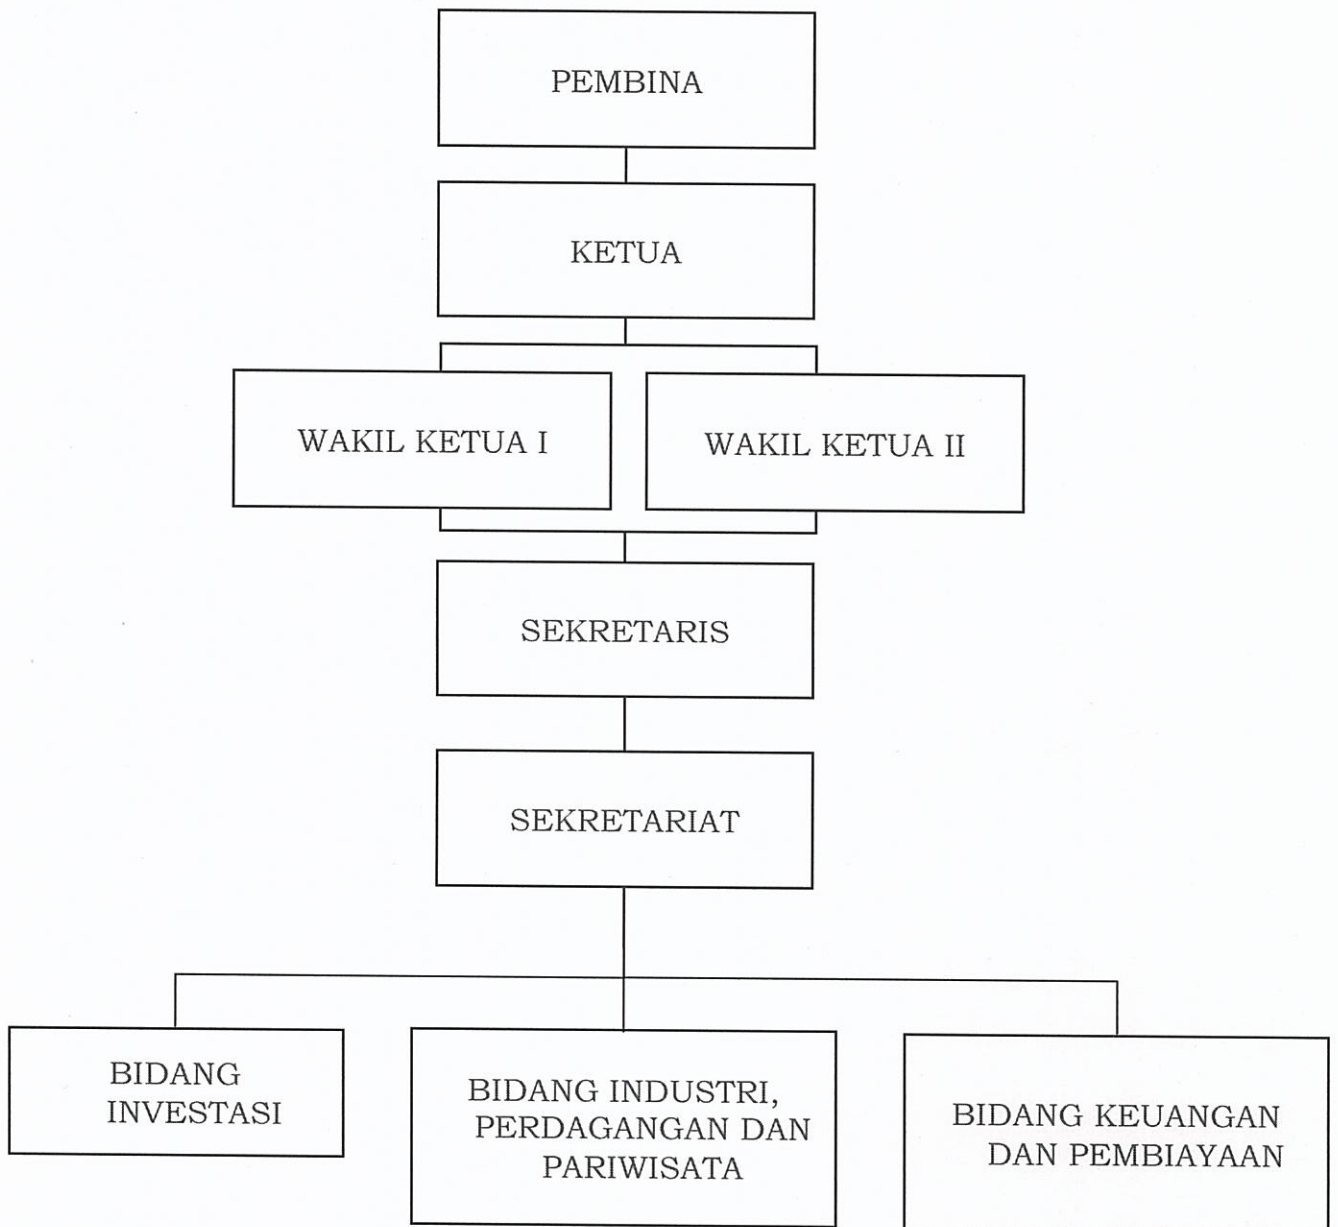 PEMBINA
KETUA
WAKIL KETUA I
WAKIL KETUA II
SEKRETARIS
SEKRETARIAT
BIDANG
INVESTASI
BIDANG INDUSTRI,
PERDAGANGAN DAN
PARIWISATA
BIDANG KEUANGAN
DAN PEMBIAYAAN